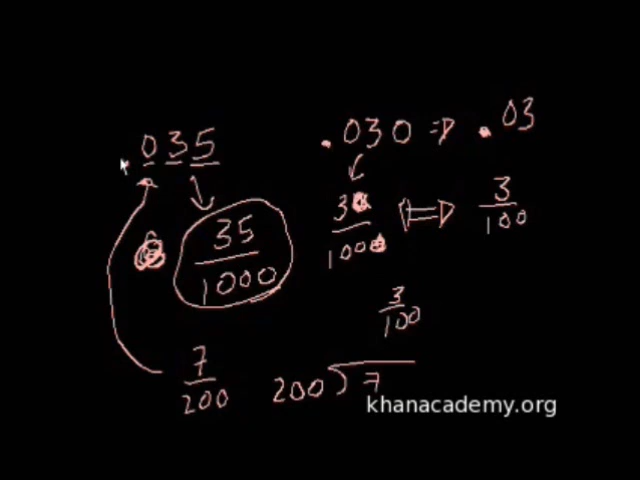 .035
.030 ⇒ .03
35/1000
30/1000 ⇒ 3/100
3/100
7/200
200)7
khanacademy.org